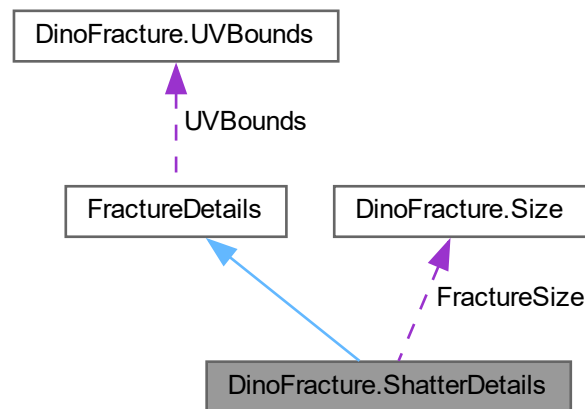 DinoFracture.UVBounds
UVBounds
FractureDetails
DinoFracture.Size
FractureSize
DinoFracture.ShatterDetails